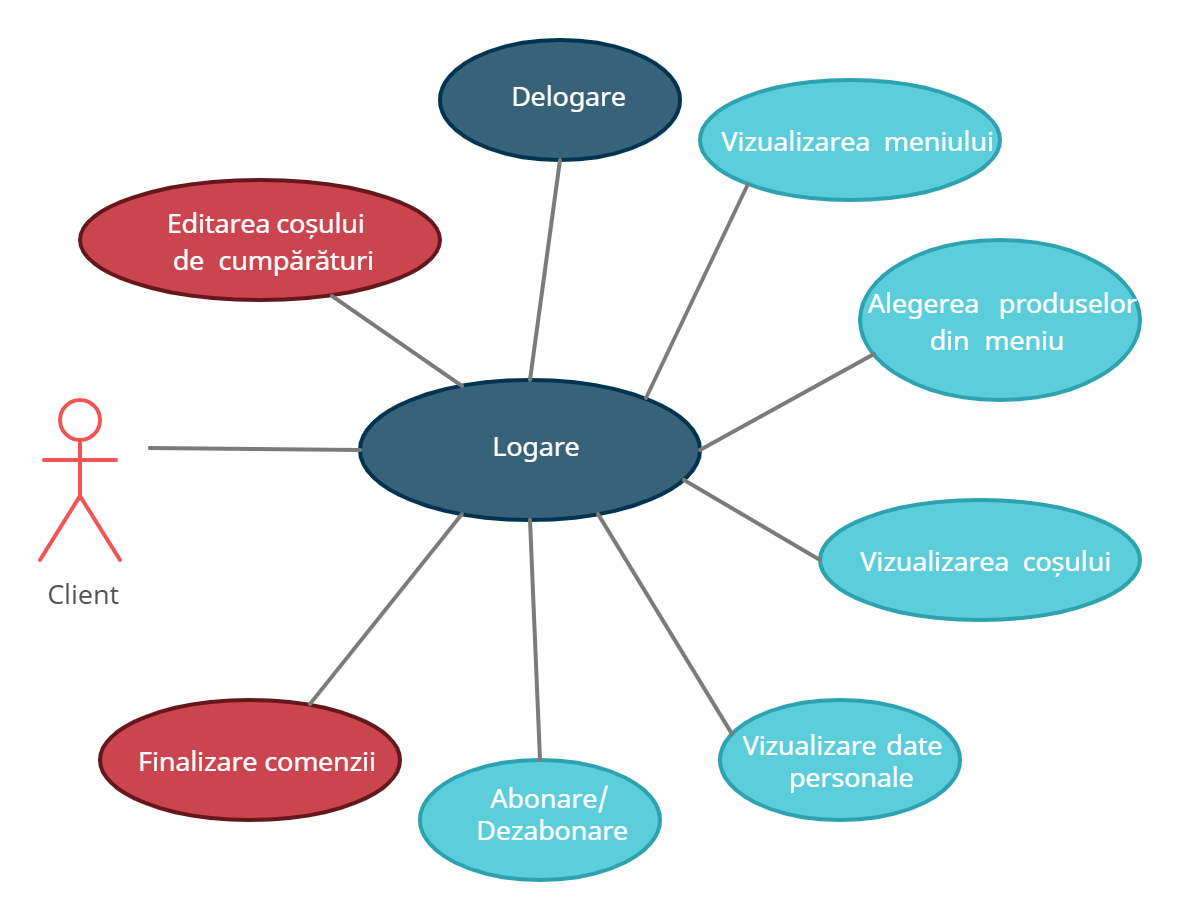 Delogare
Vizualizarea meniului
Editarea coșului
de cumpărături
Alegerea produselor
din meniu
Logare
Vizualizarea coșului
Client
Vizualizare date
personale
Finalizare comenzii
Abonare/
Dezabonare